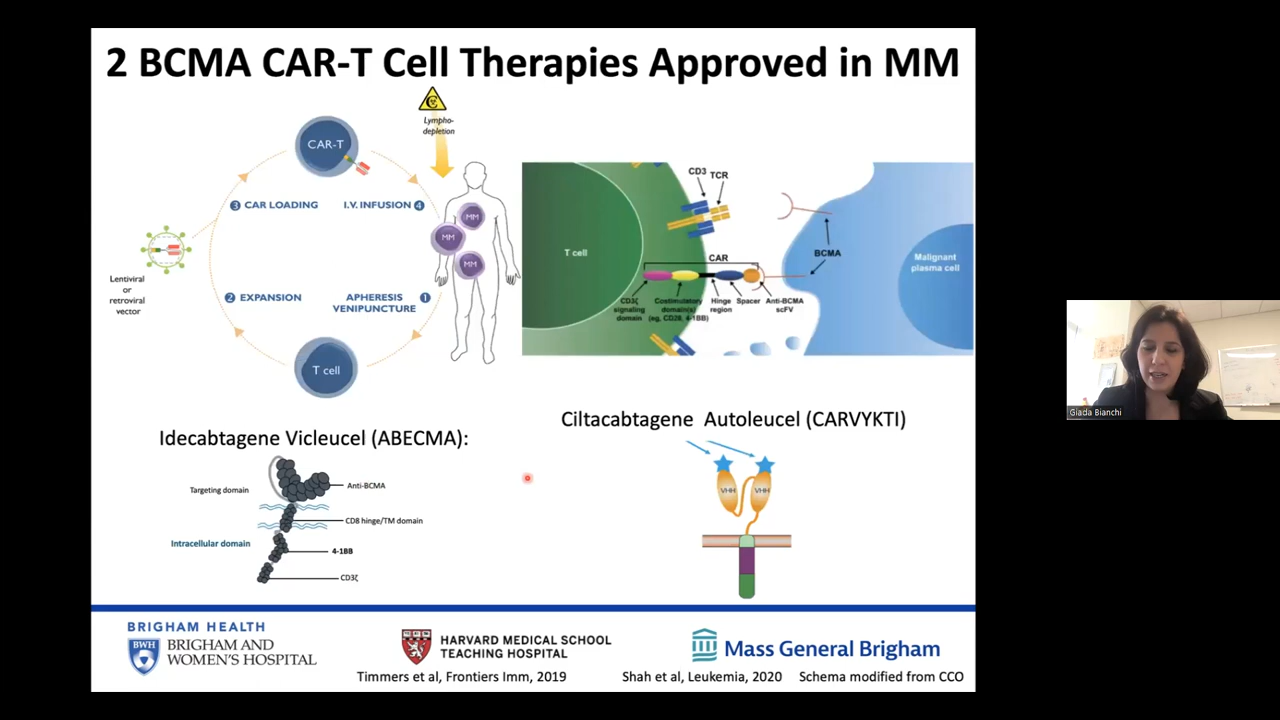 2 BCMA CAR-T Cell Therapies Approved in MM
Lympho-
depletion
CAR-T
3 CAR LOADING
I.V. INFUSION 4
MM
MM
MM
Lentiviral
or
retroviral
vector
2 EXPANSION
APHERESIS
VENIPUNCTURE 1
T cell
CD3
TCR
T cell
CAR
BCMA
Malignant
plasma cell
CD3ζ
signaling
domain
Costimulatory
domain(s)
(eg, CD28, 4-1BB)
Hinge
region
Spacer
Anti-BCMA
scFV
Idecabtagene Vicleucel (ABECMA):
Targeting domain
Anti-BCMA
CD8 hinge/TM domain
Intracellular domain
4-1BB
CD3ζ
Ciltacabtagene Autoleucel (CARVYKTI)
VHH
VHH
Giada Bianchi
BRIGHAM HEALTH
BWH
BRIGHAM AND
WOMEN'S HOSPITAL
HARVARD MEDICAL SCHOOL
TEACHING HOSPITAL
Mass General Brigham
Timmers et al, Frontiers Imm, 2019
Shah et al, Leukemia, 2020
Schema modified from CCO